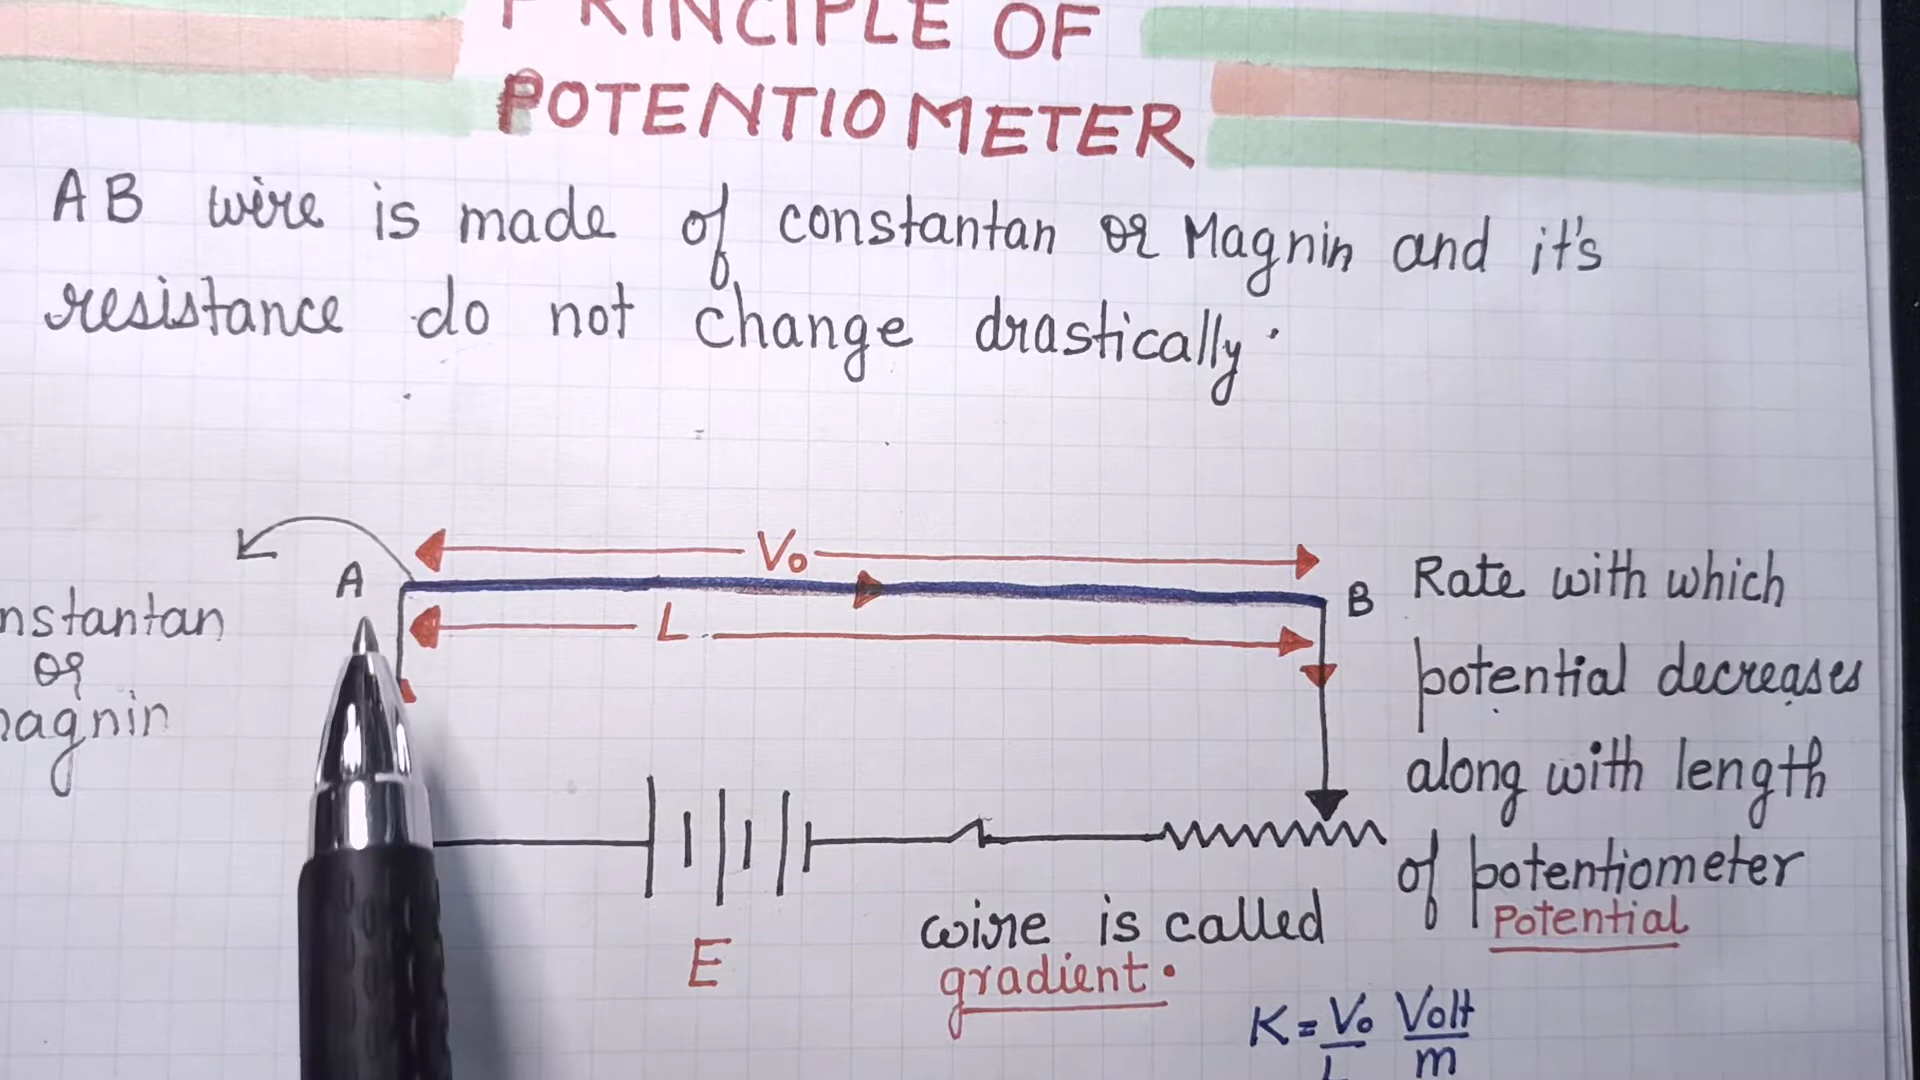 PRINCIPLE OF
POTENTIOMETER
AB wire is made of constantan or Magnin and it's
resistance do not change drastically.
V₀
A
B
L
nstantan
or
agnin
Rate with which
potential decreases
along with length
of potentiometer
Potential
wire is called
gradient.
E
K = V₀/L Volt/m